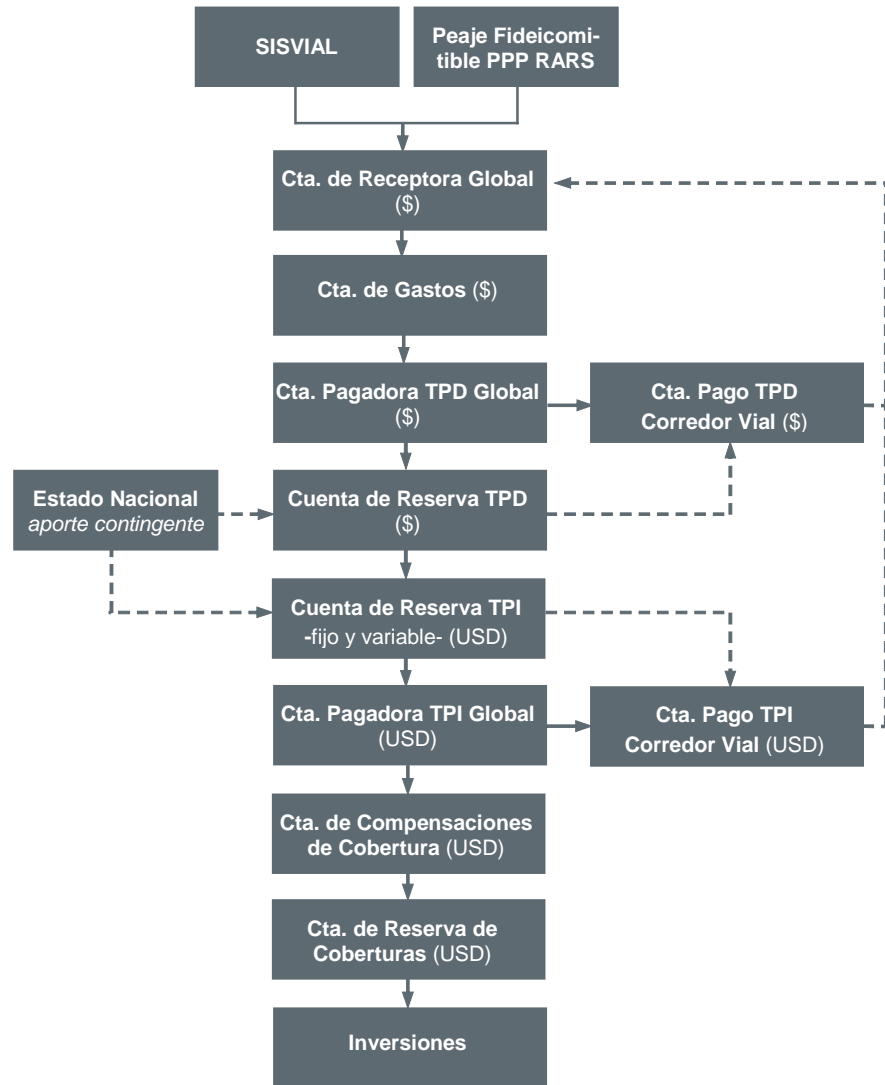 SISVIAL
Peaje Fideicomi-
tible PPP RARS
Cta. de Receptora Global
($)
Cta. de Gastos ($)
Cta. Pagadora TPD Global
($)
Cta. Pago TPD
Corredor Vial ($)
Estado Nacional
aporte contingente
Cuenta de Reserva TPD
($)
Cuenta de Reserva TPI
-fijo y variable- (USD)
Cta. Pagadora TPI Global
(USD)
Cta. Pago TPI
Corredor Vial (USD)
Cta. de Compensaciones
de Cobertura (USD)
Cta. de Reserva de
Coberturas (USD)
Inversiones